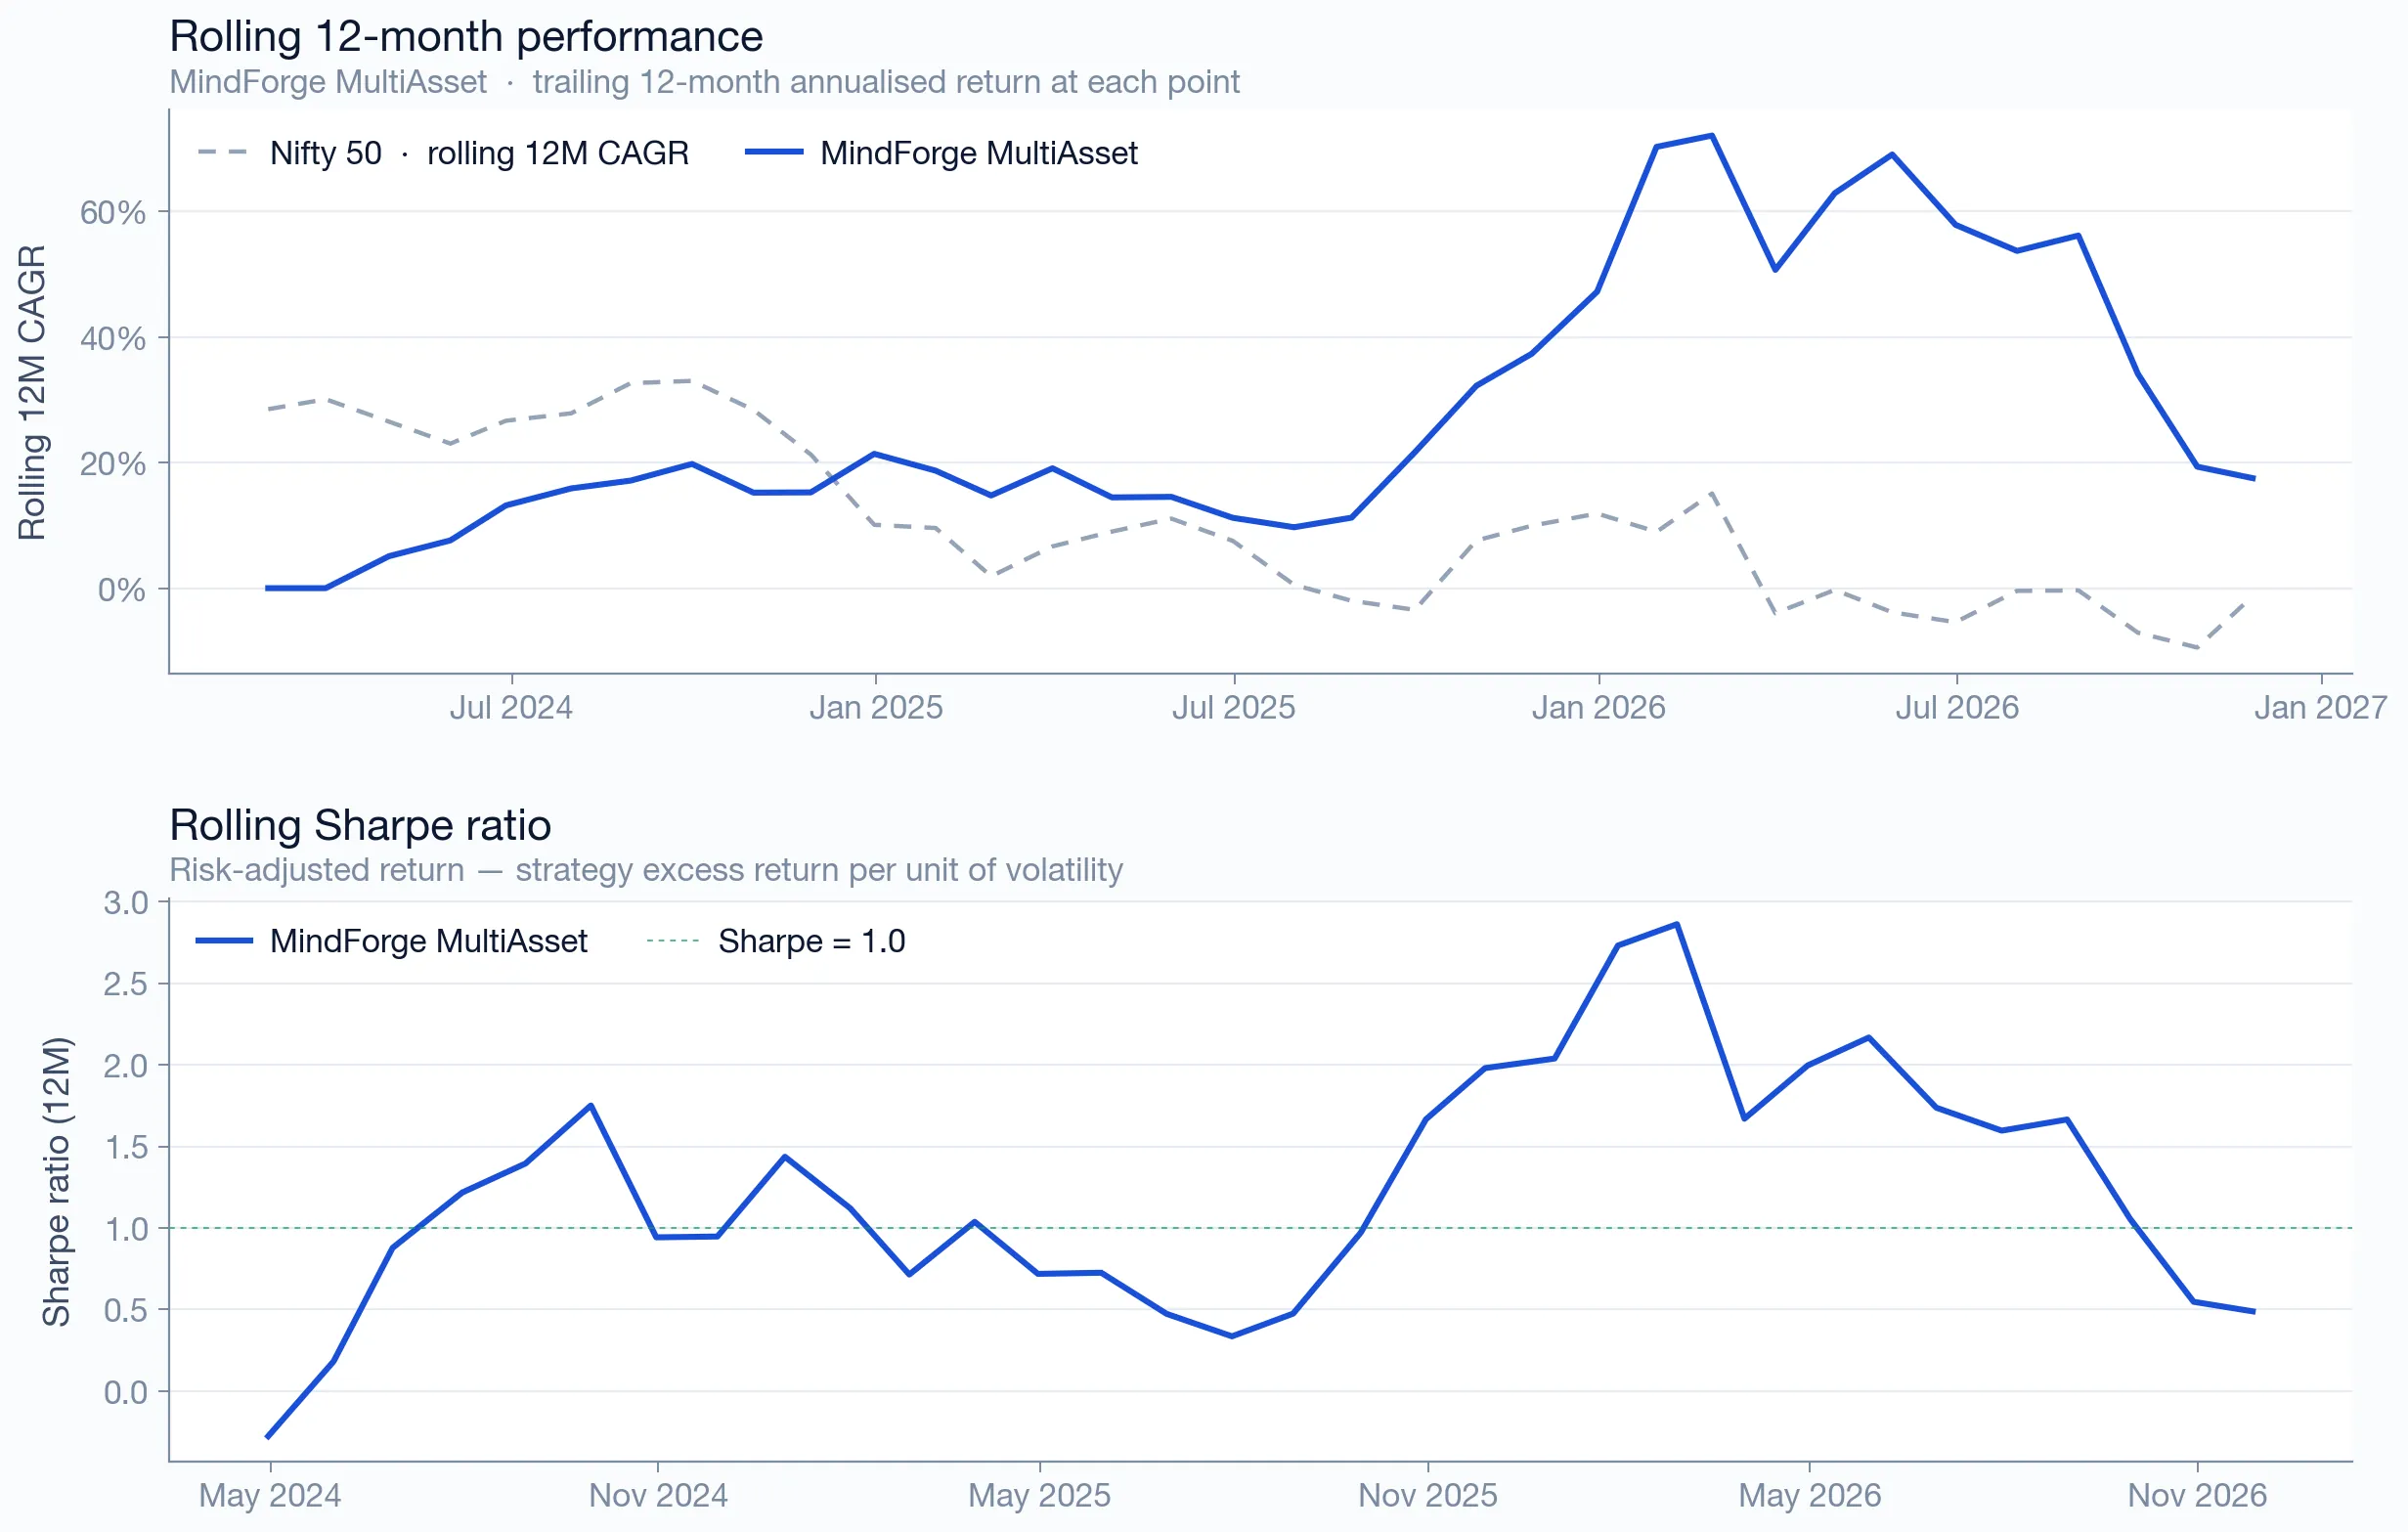 Rolling 12-month performance
MindForge MultiAsset · trailing 12-month annualised return at each point
Nifty 50 · rolling 12M CAGR
MindForge MultiAsset
Rolling 12M CAGR
60%
40%
20%
0%
Jul 2024
Jan 2025
Jul 2025
Jan 2026
Jul 2026
Jan 2027
Rolling Sharpe ratio
Risk-adjusted return — strategy excess return per unit of volatility
MindForge MultiAsset
Sharpe = 1.0
Sharpe ratio (12M)
3.0
2.5
2.0
1.5
1.0
0.5
0.0
May 2024
Nov 2024
May 2025
Nov 2025
May 2026
Nov 2026